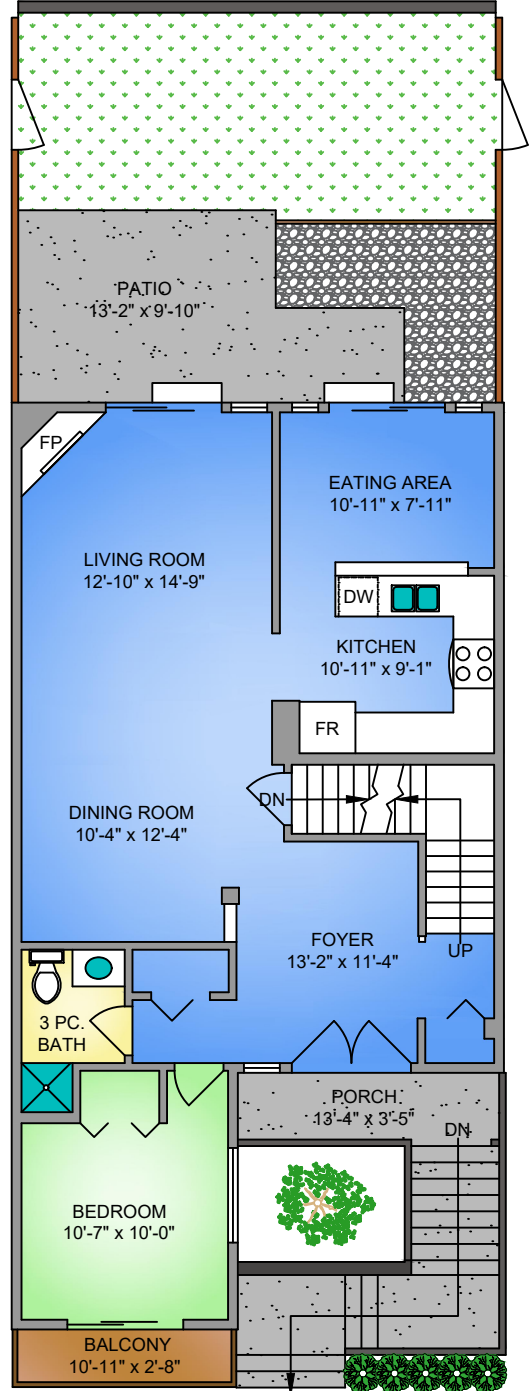 PATIO
13'-2" x 9'-10"
FP
EATING AREA
10'-11" x 7'-11"
LIVING ROOM
12'-10" x 14'-9"
DW
KITCHEN
10'-11" x 9'-1"
FR
DN
DINING ROOM
10'-4" x 12'-4"
FOYER
13'-2" x 11'-4"
UP
3 PC.
BATH
PORCH
13'-4" x 3'-5"
DN
BEDROOM
10'-7" x 10'-0"
BALCONY
10'-11" x 2'-8"